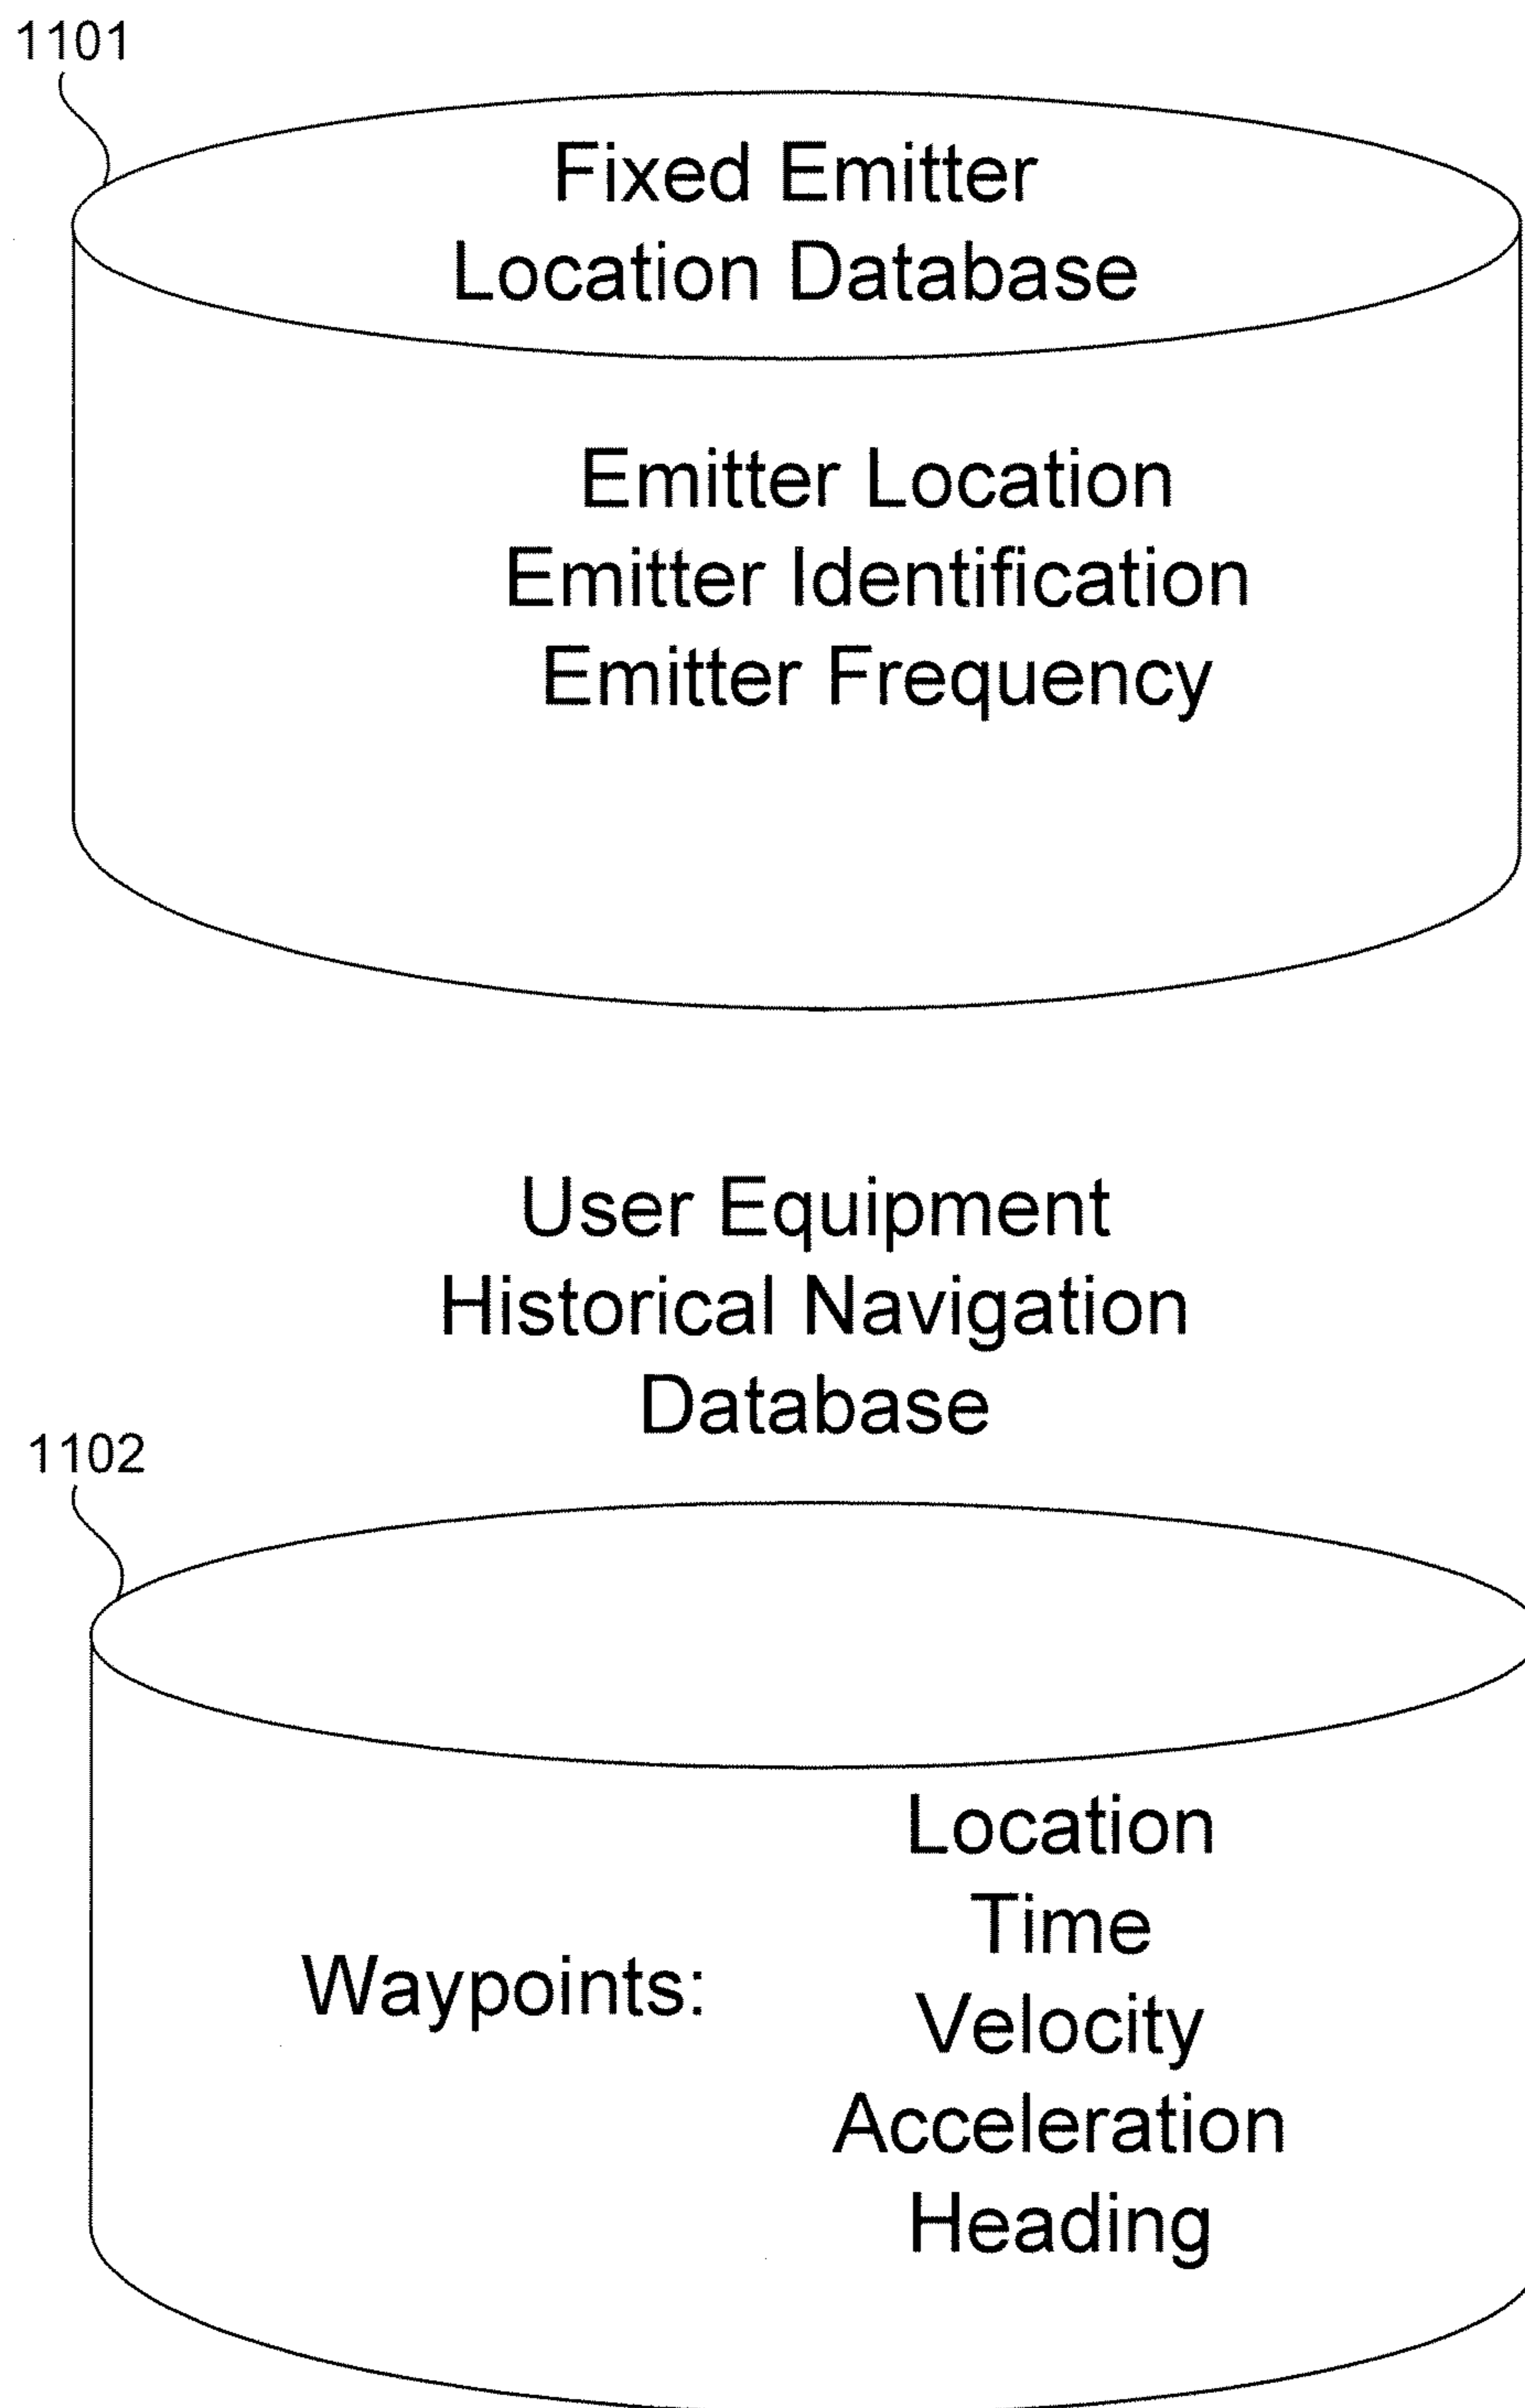 1101
Fixed Emitter
Location Database
Emitter Location
Emitter Identification
Emitter Frequency
User Equipment
Historical Navigation
Database
1102
Location
Time
Waypoints:
Velocity
Acceleration
Heading